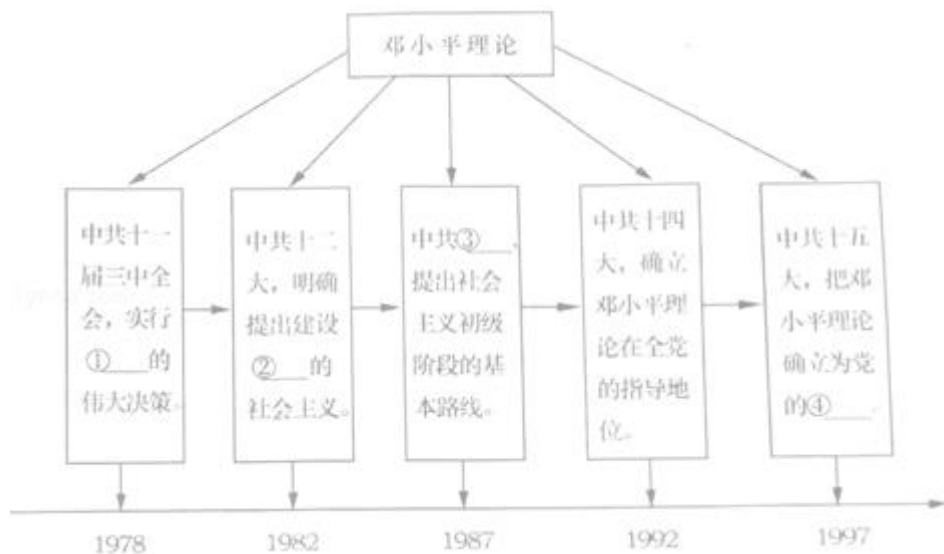 邓小平理论
中共十一
届三中全
会，实行
①___的
伟大决策。
中共十二
大，明确
提出建设
②___的
社会主义。
中共③___，
提出社会
主义初级
阶段的基
本路线。
中共十四
大，确立
邓小平理
论在全党
的指导地
位。
中共十五
大，把邓
小平理论
确立为党
的④___.
1978
1982
1987
1992
1997